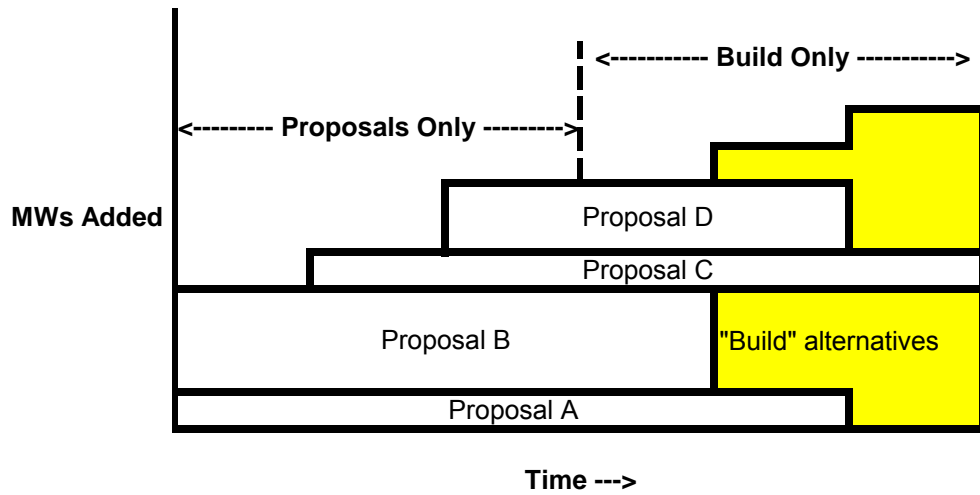 <----------- Build Only ----------->
<--------- Proposals Only --------->
MWs Added
Proposal D
Proposal C
Proposal B
"Build" alternatives
Proposal A
Time --->